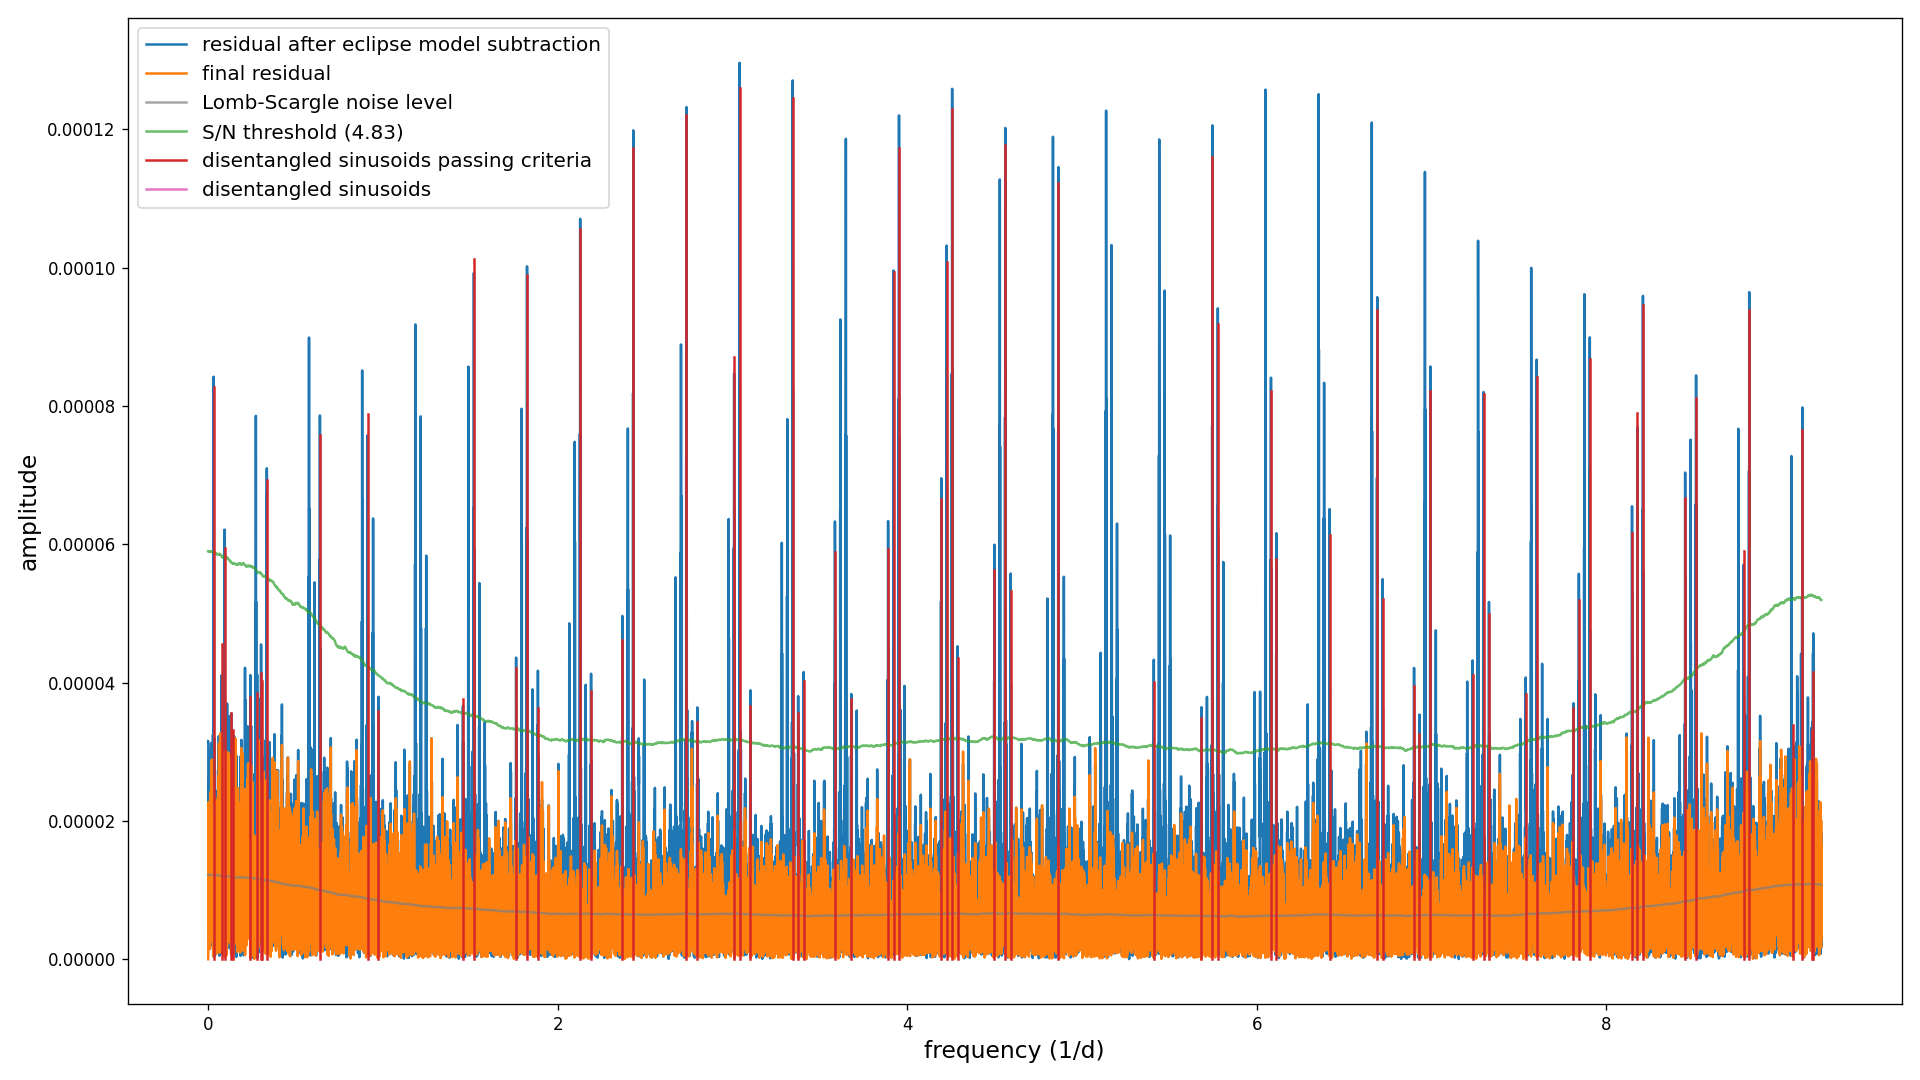 residual after eclipse model subtraction
final residual
Lomb-Scargle noise level
S/N threshold (4.83)
disentangled sinusoids passing criteria
disentangled sinusoids
0.00012
0.00010
0.00008
0.00006
0.00004
0.00002
0.00000
amplitude
0 2 4 6 8
frequency (1/d)